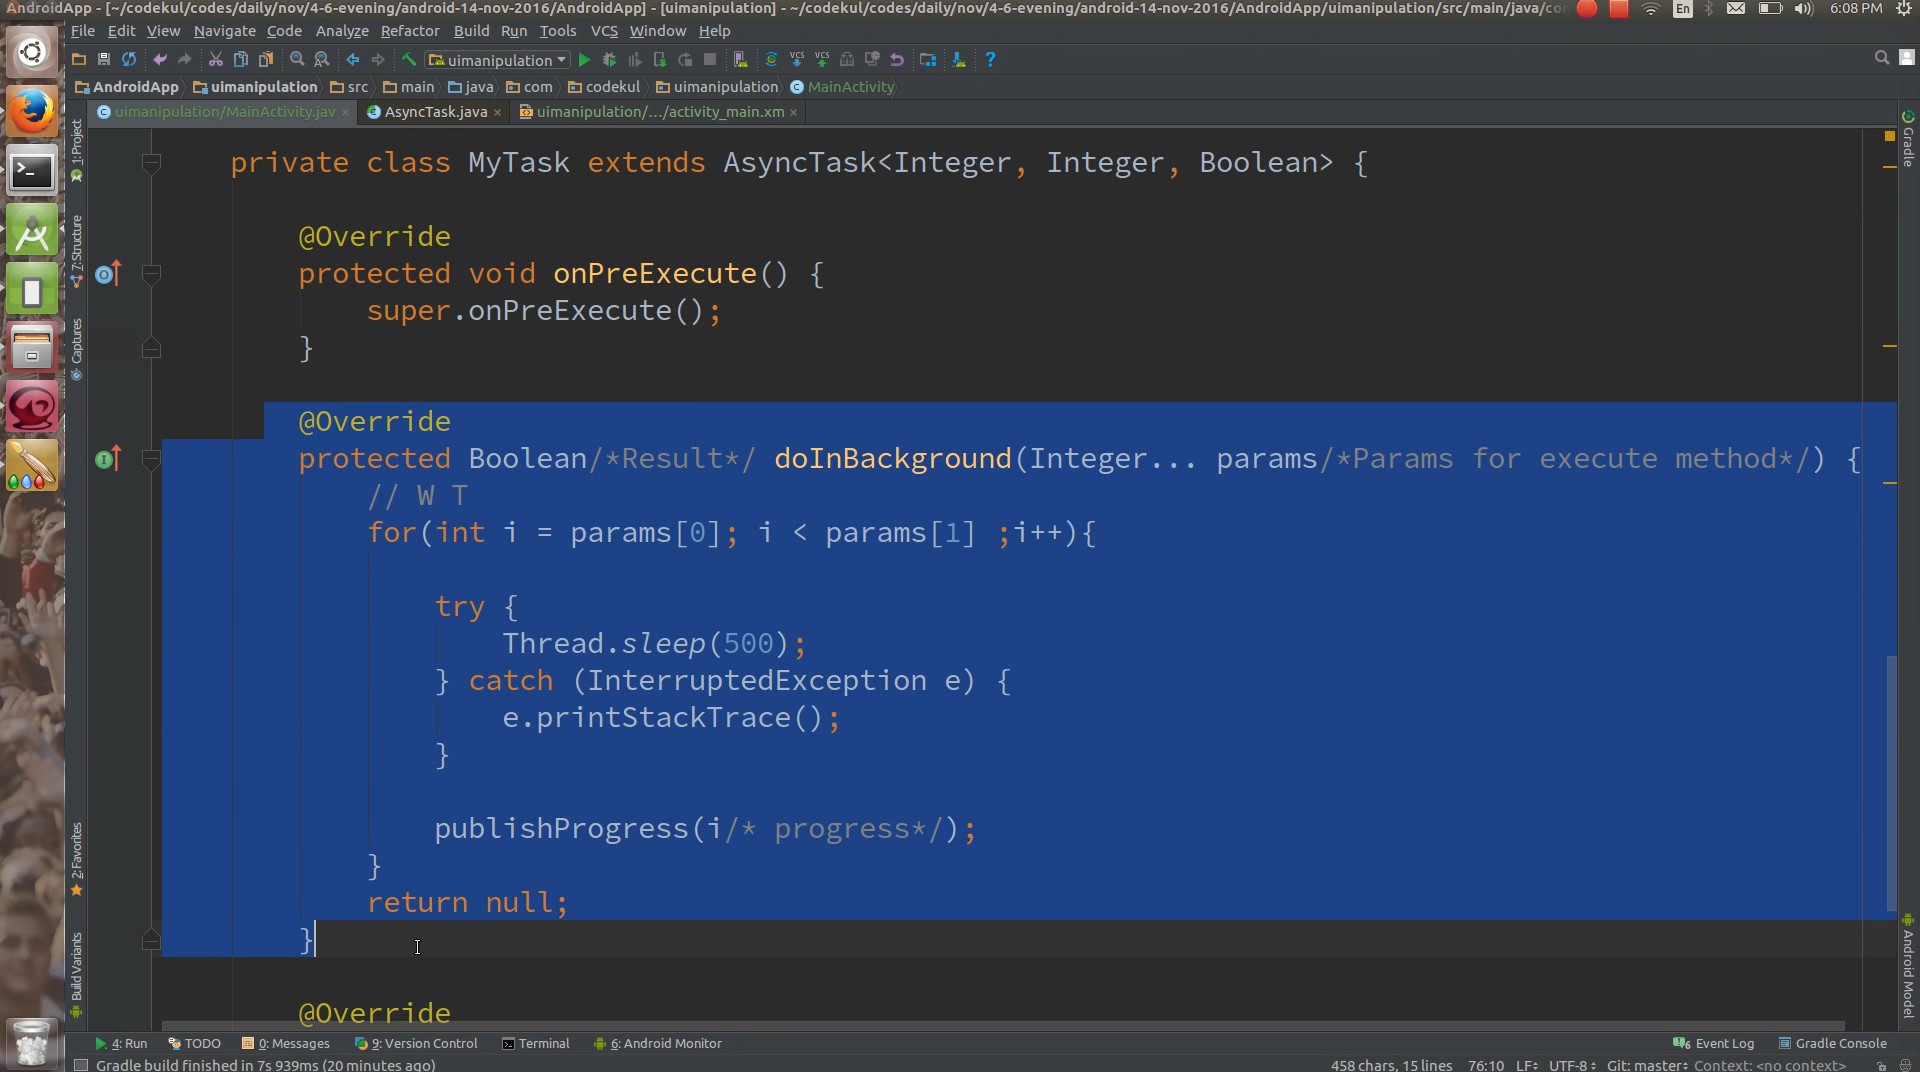 AndroidApp - [~/codekul/codes/daily/nov/4-6-evening/android-14-nov-2016/AndroidApp] - [uimanipulation] - ~/codekul/codes/daily/nov/4-6-evening/android-14-nov-2016/AndroidApp/uimanipulation/src/main/java/co
En 6:08 PM
File Edit View Navigate Code Analyze Refactor Build Run Tools VCS Window Help
uimanipulation
AndroidApp uimanipulation src main java com codekul uimanipulation MainActivity
uimanipulation/MainActivity.jav AsyncTask.java uimanipulation/.../activity_main.xm
1: Project
7: Structure
Captures
2: Favorites
Build Variants
private class MyTask extends AsyncTask<Integer, Integer, Boolean> {
@Override
protected void onPreExecute() {
super.onPreExecute();
}
@Override
protected Boolean/*Result*/ doInBackground(Integer... params/*Params for execute method*/) {
// W T
for(int i = params[0]; i < params[1] ;i++){
try {
Thread.sleep(500);
} catch (InterruptedException e) {
e.printStackTrace();
}
publishProgress(i/* progress*/);
}
return null;
}
@Override
Gradle
Android Model
4: Run TODO 0: Messages 9: Version Control Terminal 6: Android Monitor Event Log Gradle Console
Gradle build finished in 7s 939ms (20 minutes ago) 458 chars, 15 lines 76:10 LF UTF-8 Git: master Context: <no context>